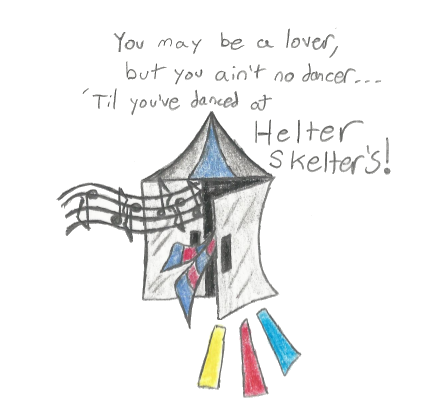 You may be a lover,
but you ain't no dancer...
'Til you've danced at
Helter
Skelter's!